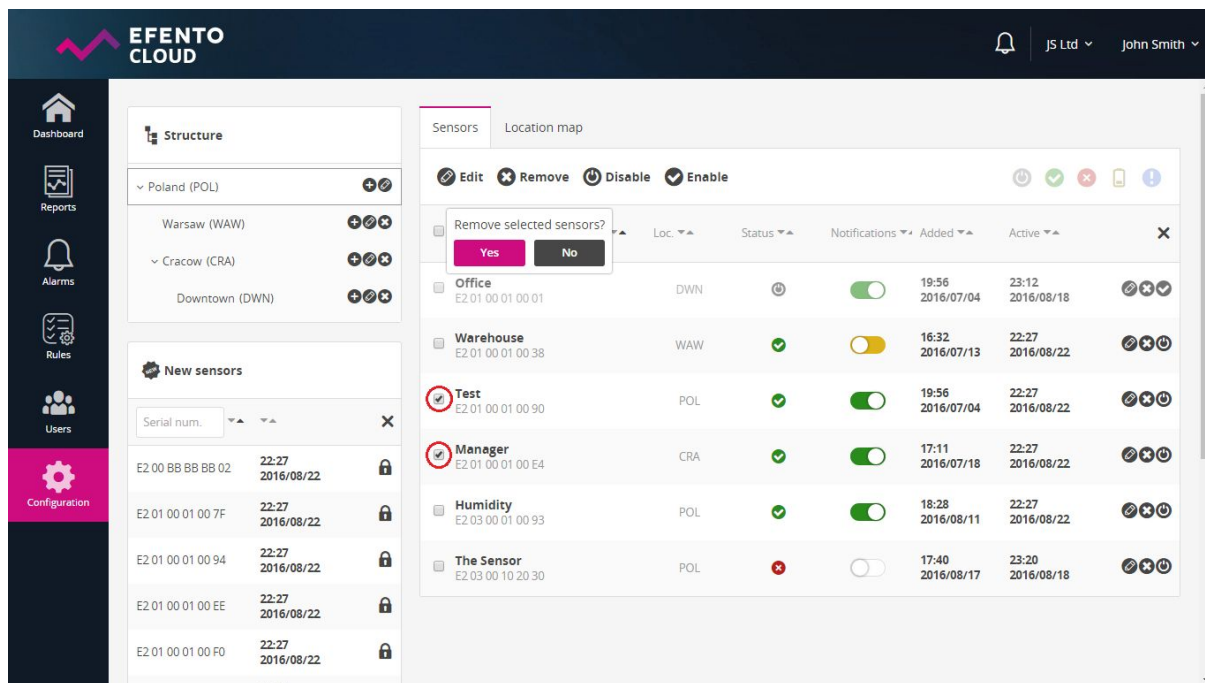 EFENTO
CLOUD
JS Ltd
John Smith
Dashboard
Reports
Alarms
Rules
Users
Configuration
Structure
Poland (POL)
Warsaw (WAW)
Cracow (CRA)
Downtown (DWN)
New sensors
Serial num.
E2 00 BB BB BB 02
22:27
2016/08/22
E2 01 00 01 00 7F
22:27
2016/08/22
E2 01 00 01 00 94
22:27
2016/08/22
E2 01 00 01 00 EE
22:27
2016/08/22
E2 01 00 01 00 F0
22:27
2016/08/22
Sensors Location map
Edit Remove Disable Enable
Remove selected sensors?
Yes No
Loc. Status Notifications Added Active
Office
E2 01 00 01 00 01
DWN
19:56
2016/07/04
23:12
2016/08/18
Warehouse
E2 01 00 01 00 38
WAW
16:32
2016/07/13
22:27
2016/08/22
Test
E2 01 00 01 00 90
POL
19:56
2016/07/04
22:27
2016/08/22
Manager
E2 01 00 01 00 E4
CRA
17:11
2016/07/18
22:27
2016/08/22
Humidity
E2 03 00 01 00 93
POL
18:28
2016/08/11
22:27
2016/08/22
The Sensor
E2 03 00 10 20 30
POL
17:40
2016/08/17
23:20
2016/08/18